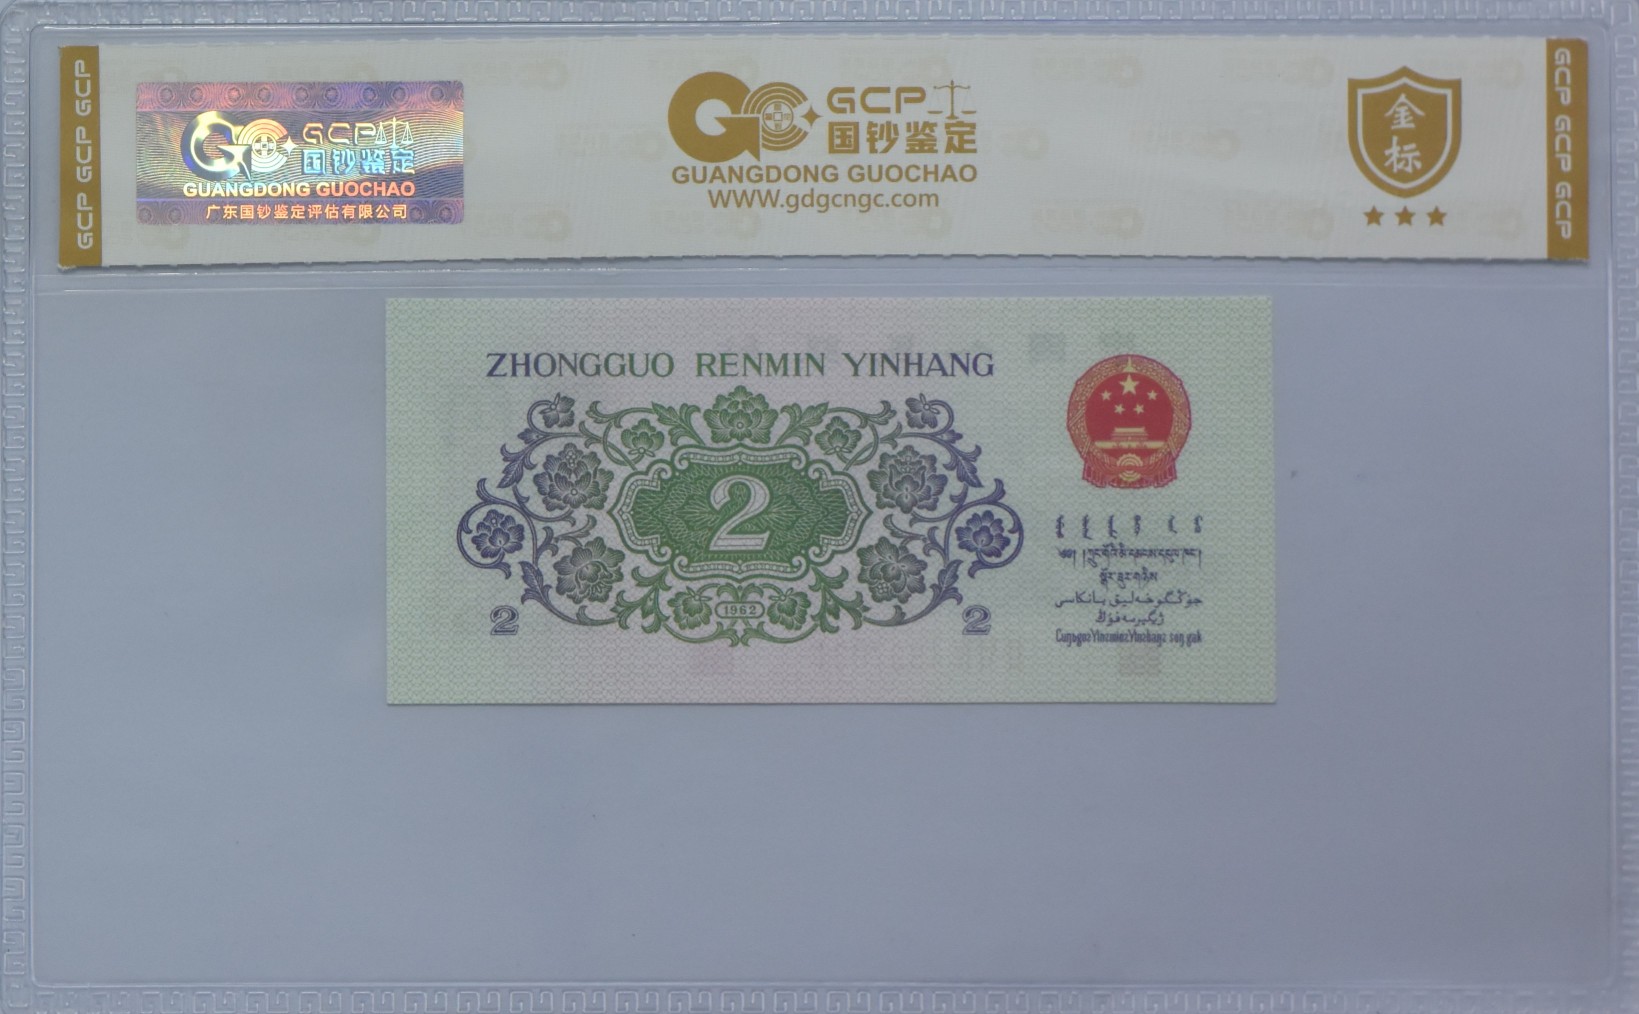 GCP GCP GCP
GCP
国钞鉴定
GUANGDONG GUOCHAO
广东国钞鉴定评估有限公司
GCP
国钞鉴定
GUANGDONG GUOCHAO
WWW.gdgcngc.com
金标
GCP GCP GCP
ZHONGGUO RENMIN YINHANG
2
1962
2
2